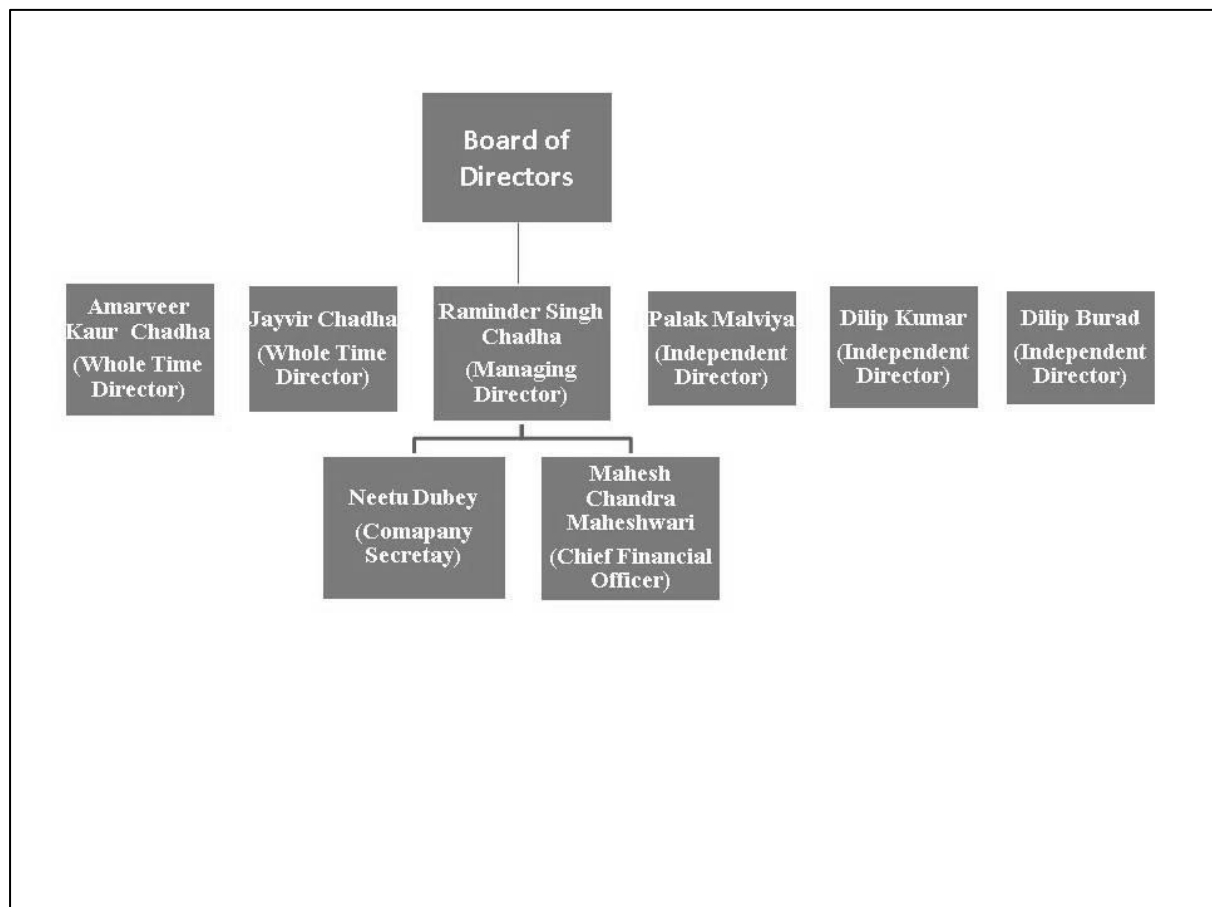 Board of
Directors
Amarveer
Kaur Chadha
(Whole Time
Director)
Jayvir Chadha
(Whole Time
Director)
Raminder Singh
Chadha
(Managing
Director)
Palak Malviya
(Independent
Director)
Dilip Kumar
(Independent
Director)
Dilip Burad
(Independent
Director)
Neetu Dubey
(Comapany
Secretay)
Mahesh
Chandra
Maheshwari
(Chief Financial
Officer)